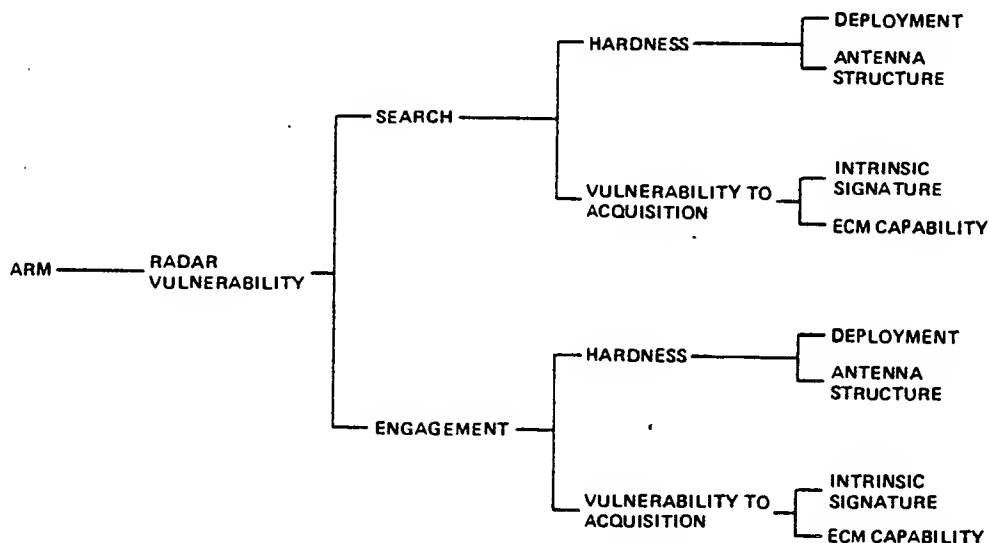 DEPLOYMENT
HARDNESS
ANTENNA
STRUCTURE
SEARCH
INTRINSIC
SIGNATURE
VULNERABILITY TO
ACQUISITION
ECM CAPABILITY
ARM
RADAR
VULNERABILITY
DEPLOYMENT
HARDNESS
ANTENNA
STRUCTURE
ENGAGEMENT
INTRINSIC
SIGNATURE
VULNERABILITY TO
ACQUISITION
ECM CAPABILITY